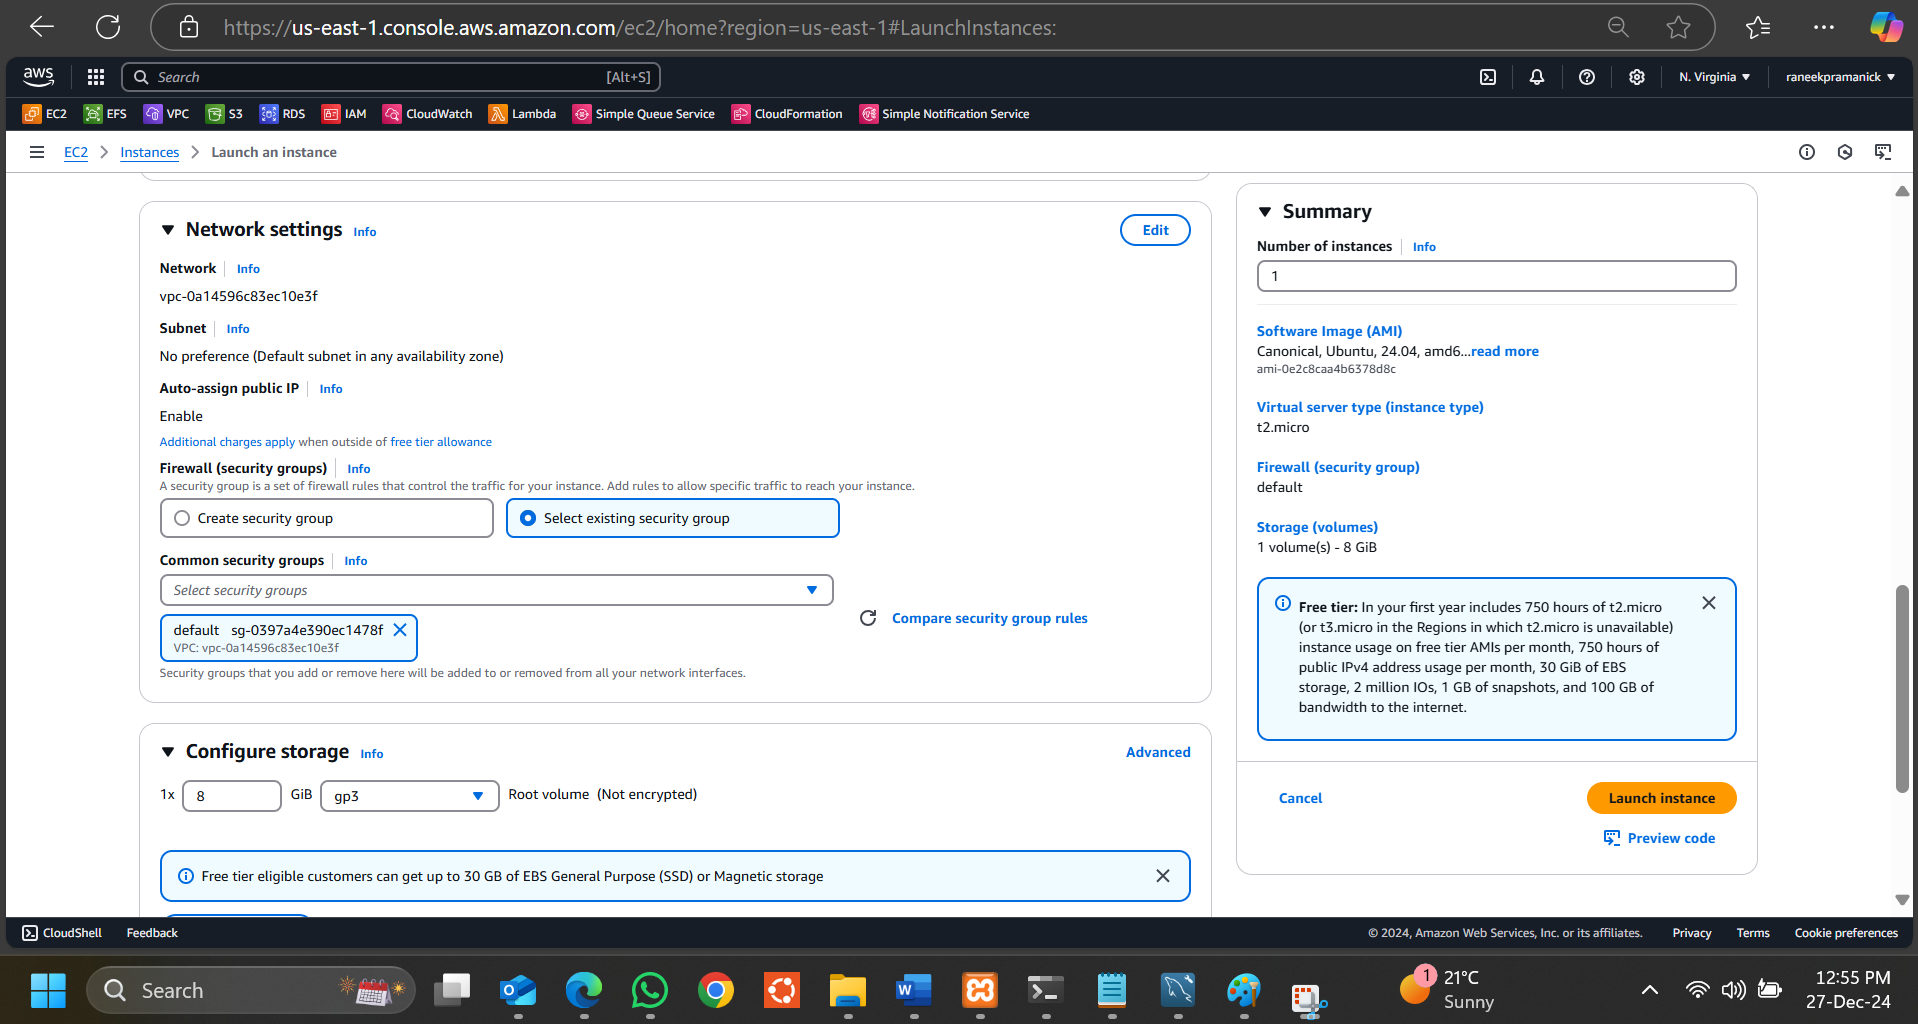 https://us-east-1.console.aws.amazon.com/ec2/home?region=us-east-1#LaunchInstances:
aws
Search [Alt+S]
N. Virginia
raneekpramanick
EC2 EFS VPC S3 RDS IAM CloudWatch Lambda Simple Queue Service CloudFormation Simple Notification Service
EC2 Instances Launch an instance
Network settings Info
Edit
Network Info
vpc-0a14596c83ec10e3f
Subnet Info
No preference (Default subnet in any availability zone)
Auto-assign public IP Info
Enable
Additional charges apply when outside of free tier allowance
Firewall (security groups) Info
A security group is a set of firewall rules that control the traffic for your instance. Add rules to allow specific traffic to reach your instance.
Create security group
Select existing security group
Common security groups Info
Select security groups
default sg-0397a4e390ec1478f
VPC: vpc-0a14596c83ec10e3f
Compare security group rules
Security groups that you add or remove here will be added to or removed from all your network interfaces.
Configure storage Info
Advanced
1x 8 GiB gp3 Root volume (Not encrypted)
Free tier eligible customers can get up to 30 GB of EBS General Purpose (SSD) or Magnetic storage
Summary
Number of instances Info
1
Software Image (AMI)
Canonical, Ubuntu, 24.04, amd6...read more
ami-0e2c8caa4b6378d8c
Virtual server type (instance type)
t2.micro
Firewall (security group)
default
Storage (volumes)
1 volume(s) - 8 GiB
Free tier: In your first year includes 750 hours of t2.micro
(or t3.micro in the Regions in which t2.micro is unavailable)
instance usage on free tier AMIs per month, 750 hours of
public IPv4 address usage per month, 30 GiB of EBS
storage, 2 million IOs, 1 GB of snapshots, and 100 GB of
bandwidth to the internet.
Cancel
Launch instance
Preview code
CloudShell Feedback
© 2024, Amazon Web Services, Inc. or its affiliates. Privacy Terms Cookie preferences
Search
1
21°C
Sunny
12:55 PM
27-Dec-24